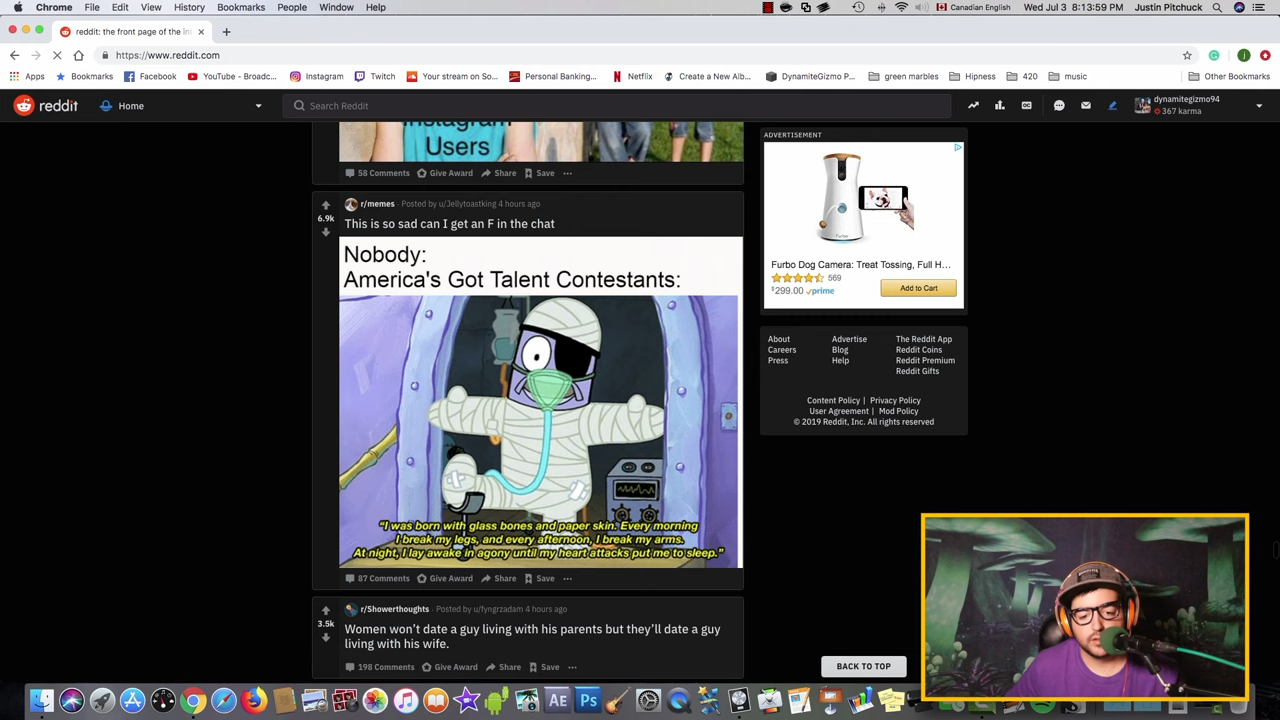 Chrome File Edit View History Bookmarks People Window Help Canadian English Wed Jul 3 8:13:59 PM Justin Pitchuck
reddit: the front page of the in
https://www.reddit.com
Apps Bookmarks Facebook YouTube - Broadc... Instagram Twitch Your stream on So... Personal Banking... Netflix Create a New Alb... DynamiteGizmo P... green marbles Hipness 420 music Other Bookmarks
reddit Home Search Reddit dynamitegizmo94
367 karma
Instagram
Users
58 Comments Give Award Share Save
r/memes · Posted by u/Jellytoastking 4 hours ago
6.9k
This is so sad can I get an F in the chat
Nobody:
America's Got Talent Contestants:
"I was born with glass bones and paper skin. Every morning
I break my legs, and every afternoon, I break my arms.
At night, I lay awake in agony until my heart attacks put me to sleep."
87 Comments Give Award Share Save
r/Showerthoughts · Posted by u/fyngrzadam 4 hours ago
3.5k
Women won't date a guy living with his parents but they'll date a guy
living with his wife.
198 Comments Give Award Share Save
ADVERTISEMENT
Furbo
Furbo Dog Camera: Treat Tossing, Full H...
569
$299.00 prime Add to Cart
About Advertise The Reddit App
Careers Blog Reddit Coins
Press Help Reddit Premium
Reddit Gifts
Content Policy | Privacy Policy
User Agreement | Mod Policy
© 2019 Reddit, Inc. All rights reserved
BACK TO TOP
AE Ps